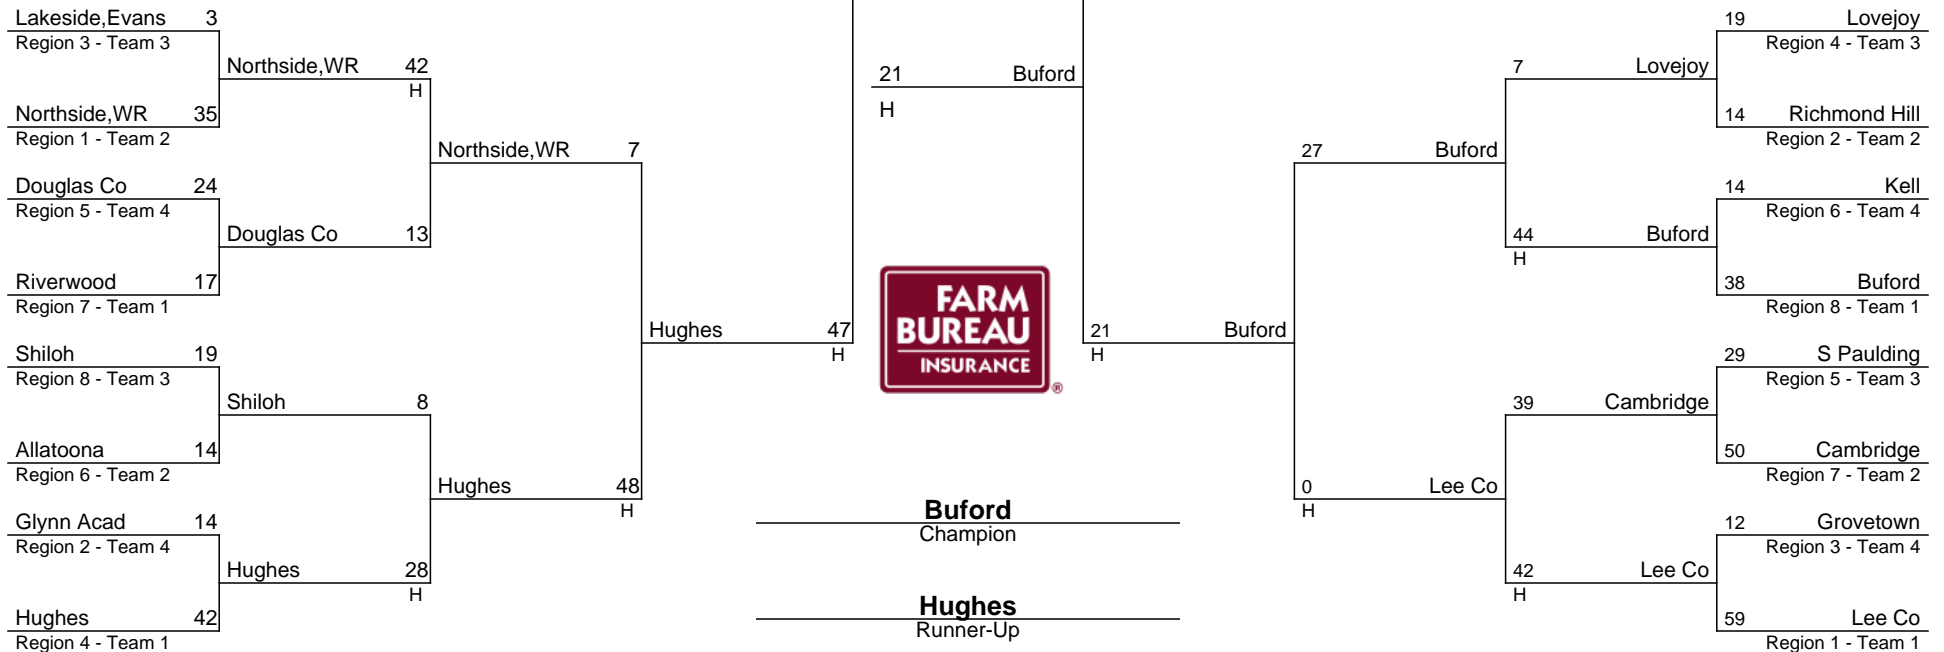 Lakeside,Evans 3
Region 3 - Team 3
Northside,WR 42
H
Northside,WR 35
Region 1 - Team 2
Northside,WR 7
Douglas Co 24
Region 5 - Team 4
Douglas Co 13
Riverwood 17
Region 7 - Team 1
Hughes 47
H
Shiloh 19
Region 8 - Team 3
Shiloh 8
Allatoona 14
Region 6 - Team 2
Hughes 48
H
Glynn Acad 14
Region 2 - Team 4
Hughes 28
H
Hughes 42
Region 4 - Team 1
21 Buford
H
FARM
BUREAU
INSURANCE
®
Buford
Champion
Hughes
Runner-Up
19 Lovejoy
Region 4 - Team 3
7 Lovejoy
14 Richmond Hill
Region 2 - Team 2
27 Buford
14 Kell
Region 6 - Team 4
44 Buford
H
38 Buford
Region 8 - Team 1
21 Buford
H
29 S Paulding
Region 5 - Team 3
39 Cambridge
50 Cambridge
Region 7 - Team 2
0 Lee Co
H
12 Grovetown
Region 3 - Team 4
42 Lee Co
H
59 Lee Co
Region 1 - Team 1